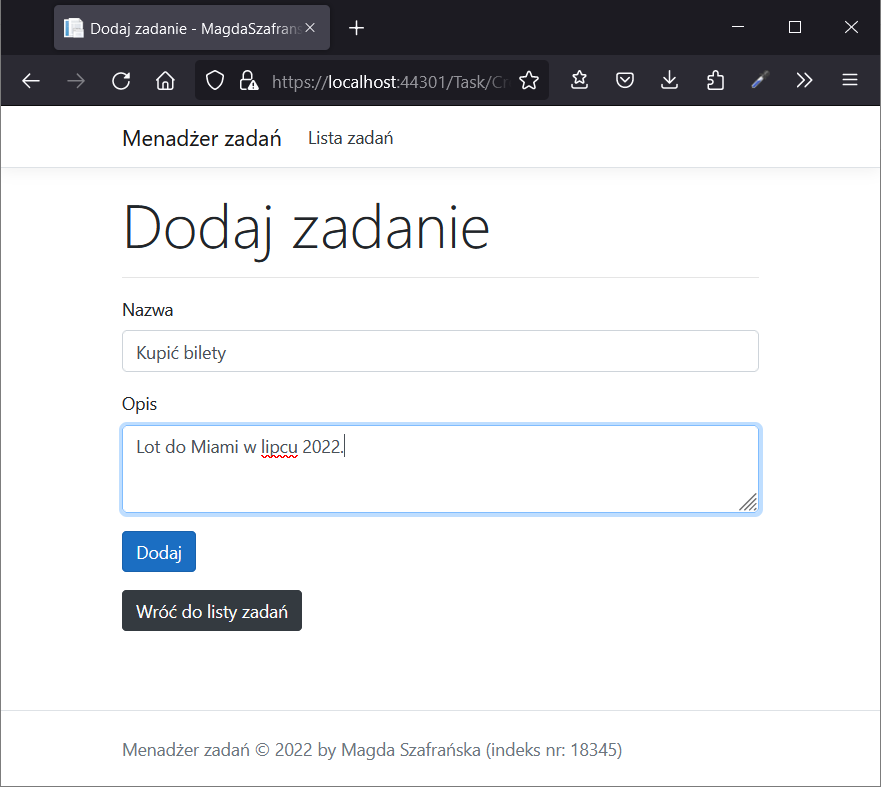 Dodaj zadanie - MagdaSzafrans
https://localhost:44301/Task/Cr
Menadżer zadań Lista zadań
Dodaj zadanie
Nazwa
Kupić bilety
Opis
Lot do Miami w lipcu 2022.
Dodaj
Wróć do listy zadań
Menadżer zadań © 2022 by Magda Szafrańska (indeks nr: 18345)